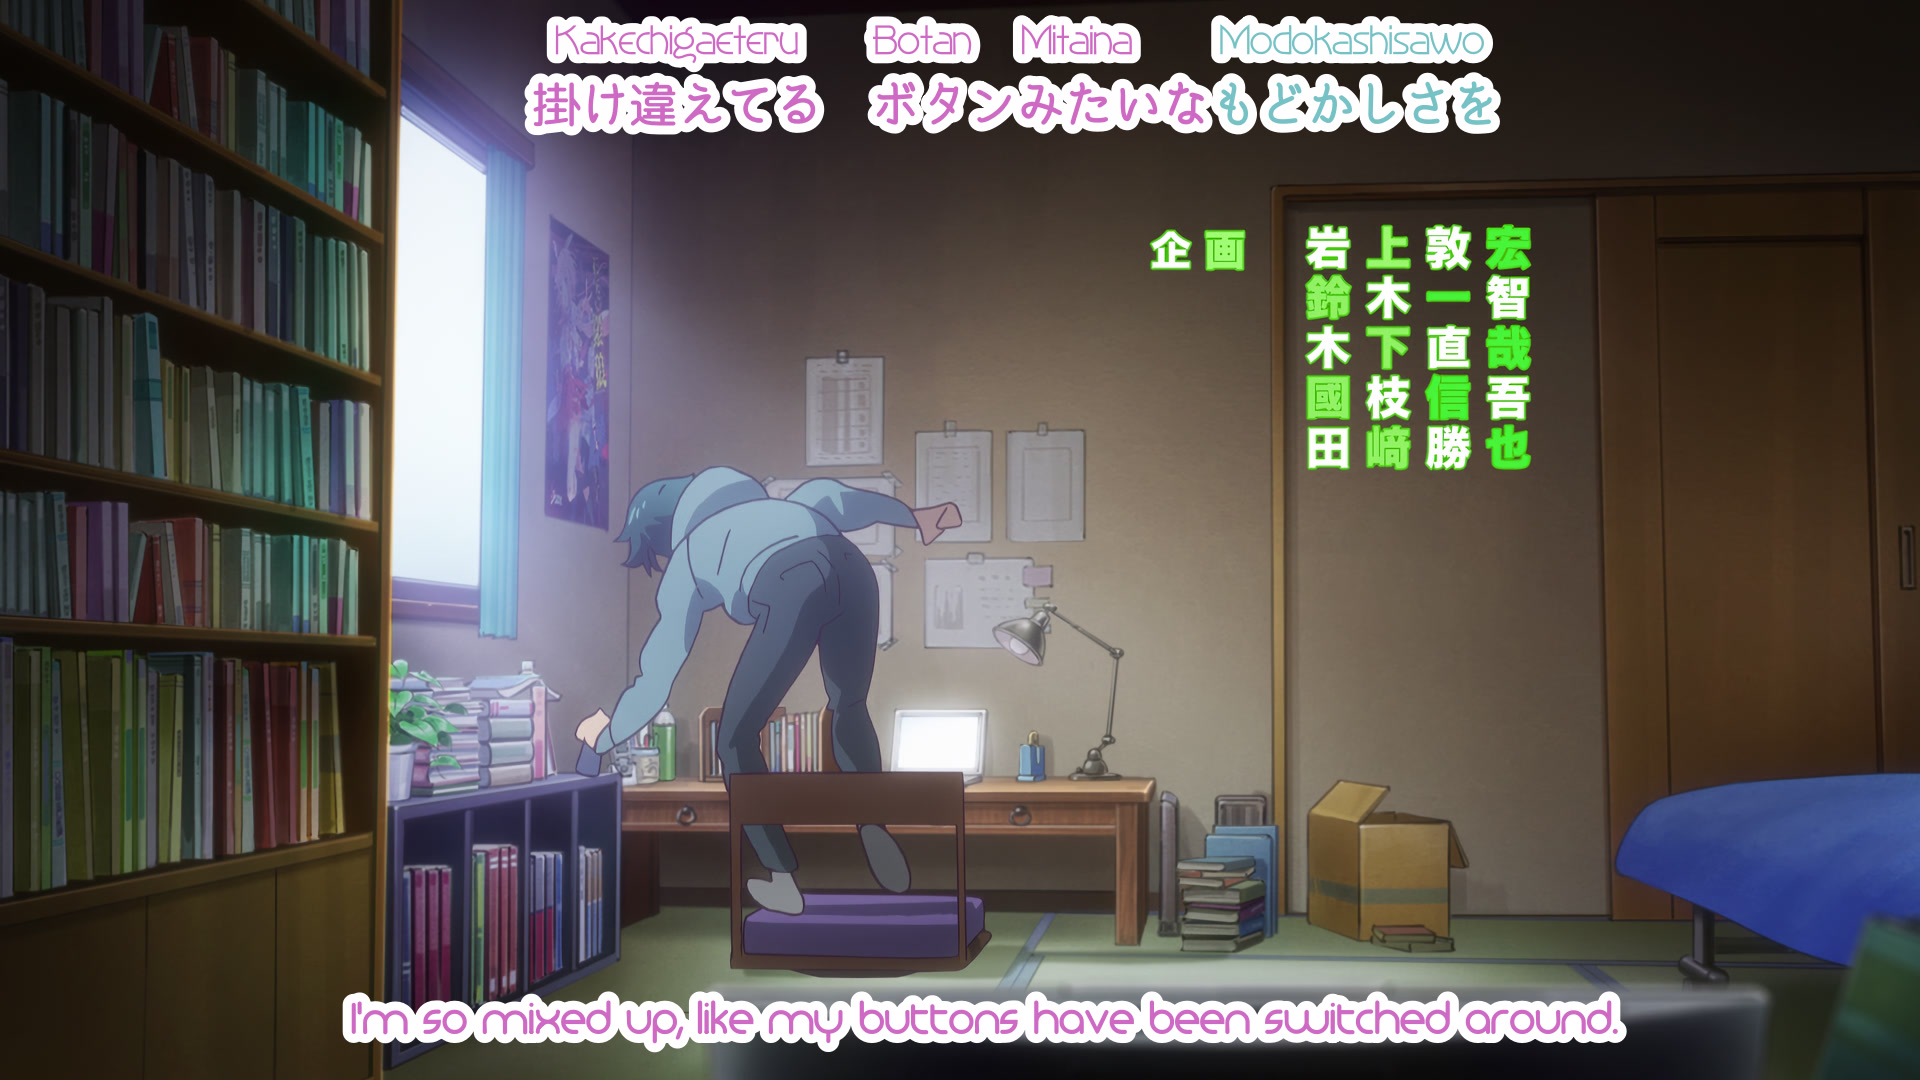 Kakechigaeteru Botan Mitaina Modokashisawo
掛け違えてる ボタンみたいなもどかしさを
企画
岩上敦宏
鈴木一智
木下直哉
國枝信吾
田﨑勝也
I'm so mixed up, like my buttons have been switched around.